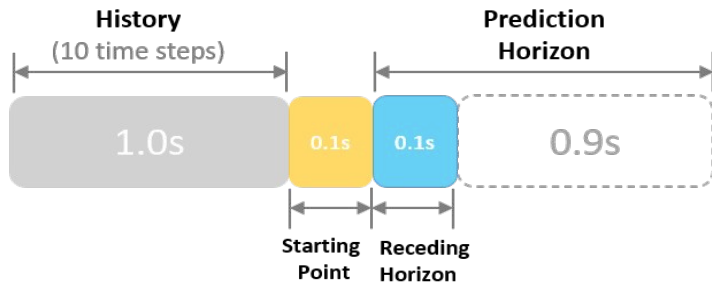 History
(10 time steps)
Prediction
Horizon
1.0s
0.1s
0.1s
0.9s
Starting
Point
Receding
Horizon